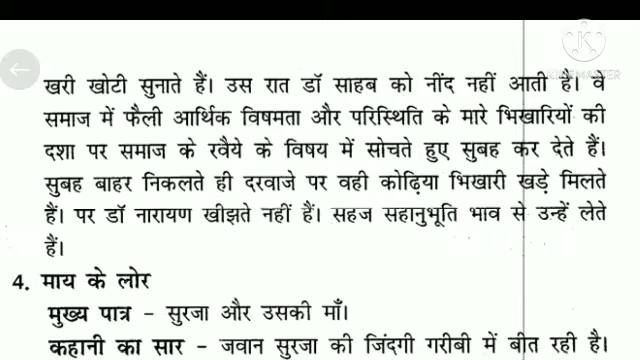 खरी खोटी सुनाते हैं। उस रात डॉ साहब को नींद नहीं आती है। वे
समाज में फैली आर्थिक विषमता और परिस्थिति के मारे भिखारियों की
दशा पर समाज के रवैये के विषय में सोचते हुए सुबह कर देते हैं।
सुबह बाहर निकलते ही दरवाजे पर वही कोढ़िया भिखारी खड़े मिलते
हैं। पर डॉ नारायण खीझते नहीं हैं। सहज सहानुभूति भाव से उन्हें लेते
हैं।
4. माय के लोर
मुख्य पात्र - सुरजा और उसकी माँ।
कहानी का सार - जवान सुरजा की जिंदगी गरीबी में बीत रही है।